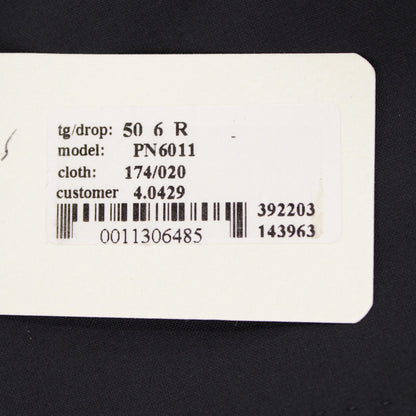 tg/drop: 50 6 R
model: PN6011
cloth: 174/020
customer 4.0429
392203
0011306485 143963